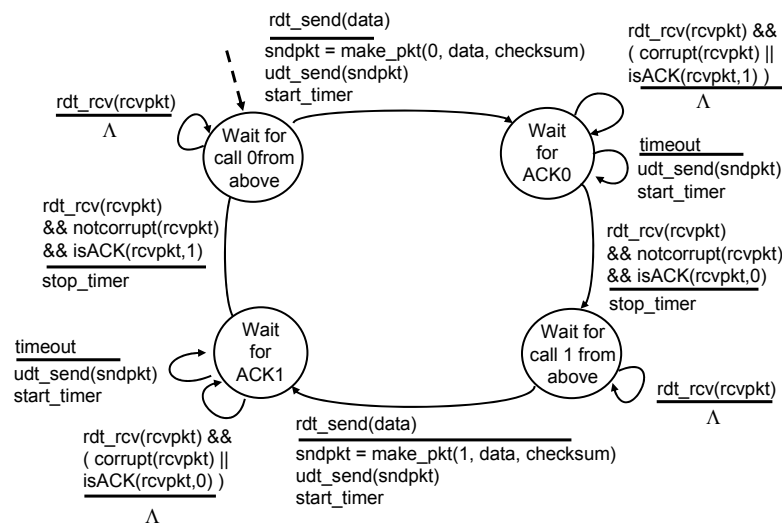 rdt_send(data)
sndpkt = make_pkt(0, data, checksum)
udt_send(sndpkt)
start_timer
rdt_rcv(rcvpkt) &&
( corrupt(rcvpkt) ||
isACK(rcvpkt,1) )
Λ
rdt_rcv(rcvpkt)
Λ
Wait for
call 0from
above
Wait
for
ACK0
timeout
udt_send(sndpkt)
start_timer
rdt_rcv(rcvpkt)
&& notcorrupt(rcvpkt)
&& isACK(rcvpkt,1)
stop_timer
rdt_rcv(rcvpkt)
&& notcorrupt(rcvpkt)
&& isACK(rcvpkt,0)
stop_timer
timeout
udt_send(sndpkt)
start_timer
Wait
for
ACK1
Wait for
call 1 from
above
rdt_rcv(rcvpkt)
Λ
rdt_rcv(rcvpkt) &&
( corrupt(rcvpkt) ||
isACK(rcvpkt,0) )
Λ
rdt_send(data)
sndpkt = make_pkt(1, data, checksum)
udt_send(sndpkt)
start_timer